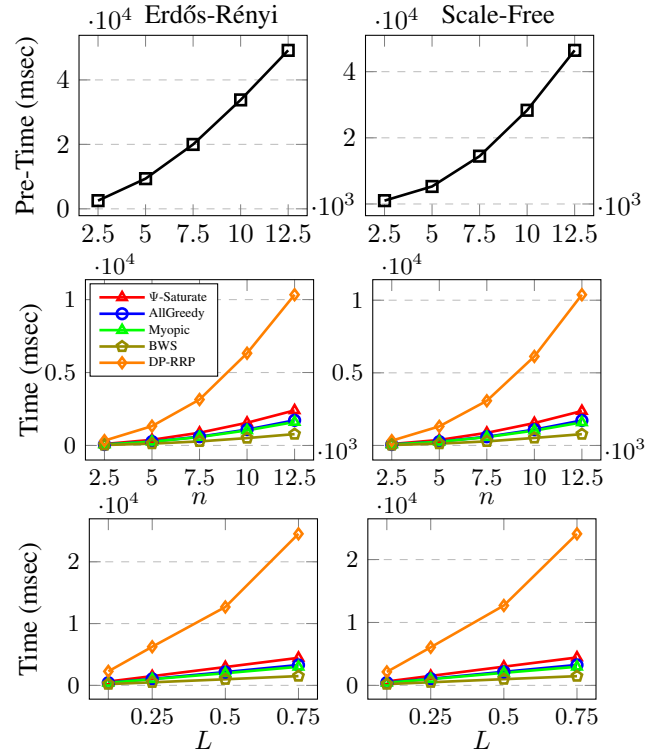 Erdős-Rényi
Scale-Free
·10⁴
·10⁴
Pre-Time (msec)
4
2
0
4
2
0
2.5 5 7.5 10 12.5
·10³
2.5 5 7.5 10 12.5
·10³
·10⁴
·10⁴
Time (msec)
1
0.5
0
Ψ-Saturate
AllGreedy
Myopic
BWS
DP-RRP
1
0.5
0
2.5 5 7.5 10 12.5
·10³
n
2.5 5 7.5 10 12.5
·10³
n
·10⁴
·10⁴
Time (msec)
2
1
0
2
1
0
0.25 0.5 0.75
L
0.25 0.5 0.75
L